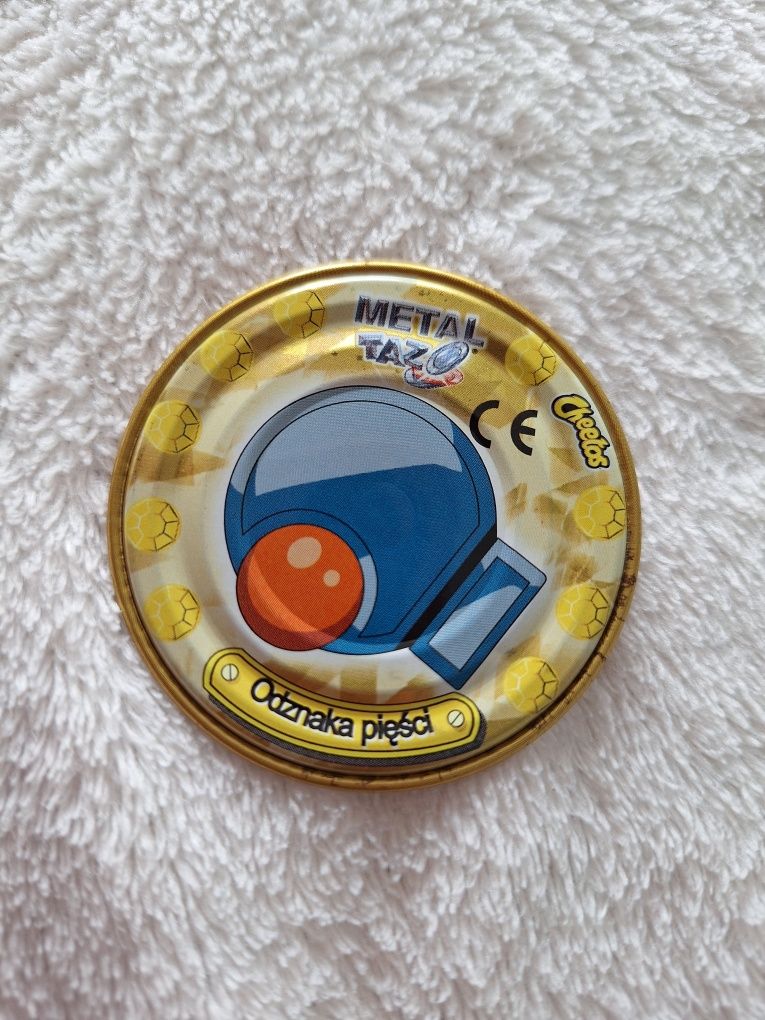 METAL
TAZO
CE
Cheetos
Odznaka pięści